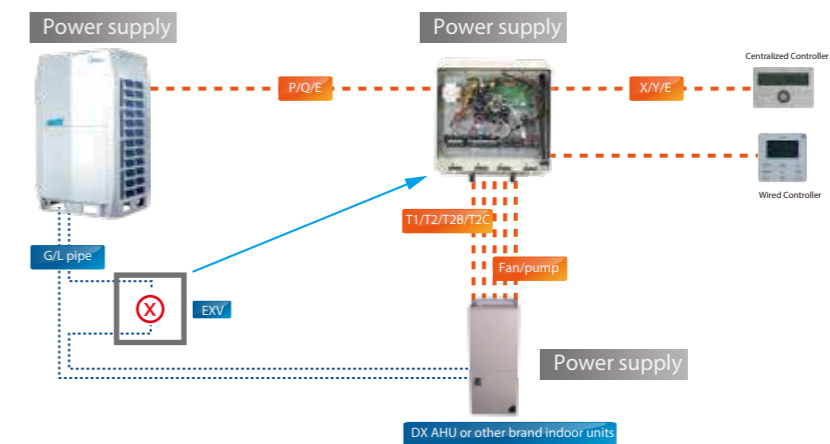 Power supply
Power supply
Centralized Controller
P/Q/E
X/Y/E
Wired Controller
T1/T2/T2B/T2C
G/L pipe
Fan/pump
X
EXV
Power supply
DX AHU or other brand indoor units